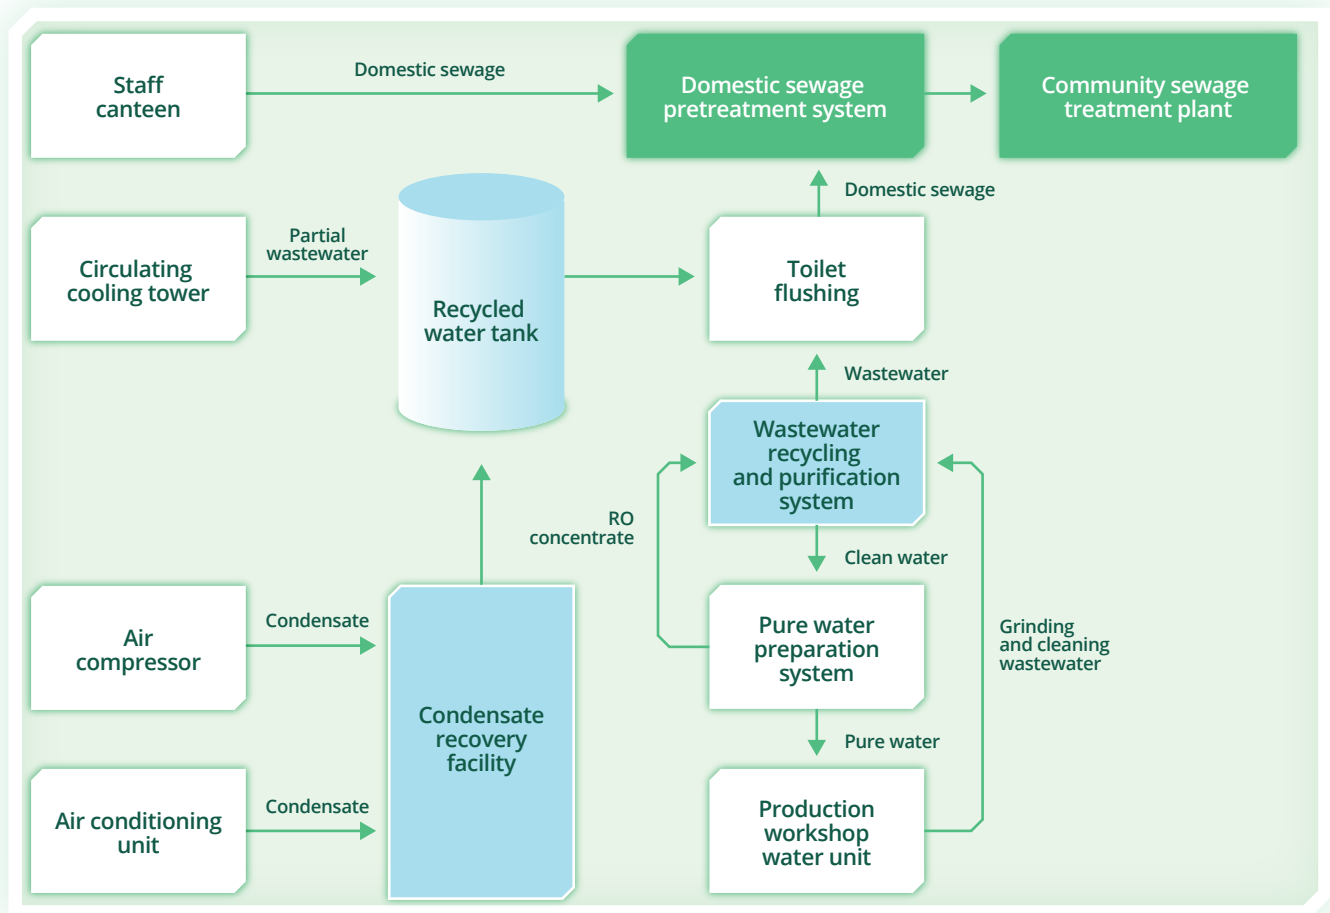 Staff
canteen
Domestic sewage
Domestic sewage
pretreatment system
Community sewage
treatment plant
Domestic sewage
Circulating
cooling tower
Partial
wastewater
Recycled
water tank
Toilet
flushing
Wastewater
Wastewater
recycling
and purification
system
RO
concentrate
Clean water
Air
compressor
Condensate
Condensate
recovery
facility
Pure water
preparation
system
Grinding
and cleaning
wastewater
Pure water
Air conditioning
unit
Condensate
Production
workshop
water unit